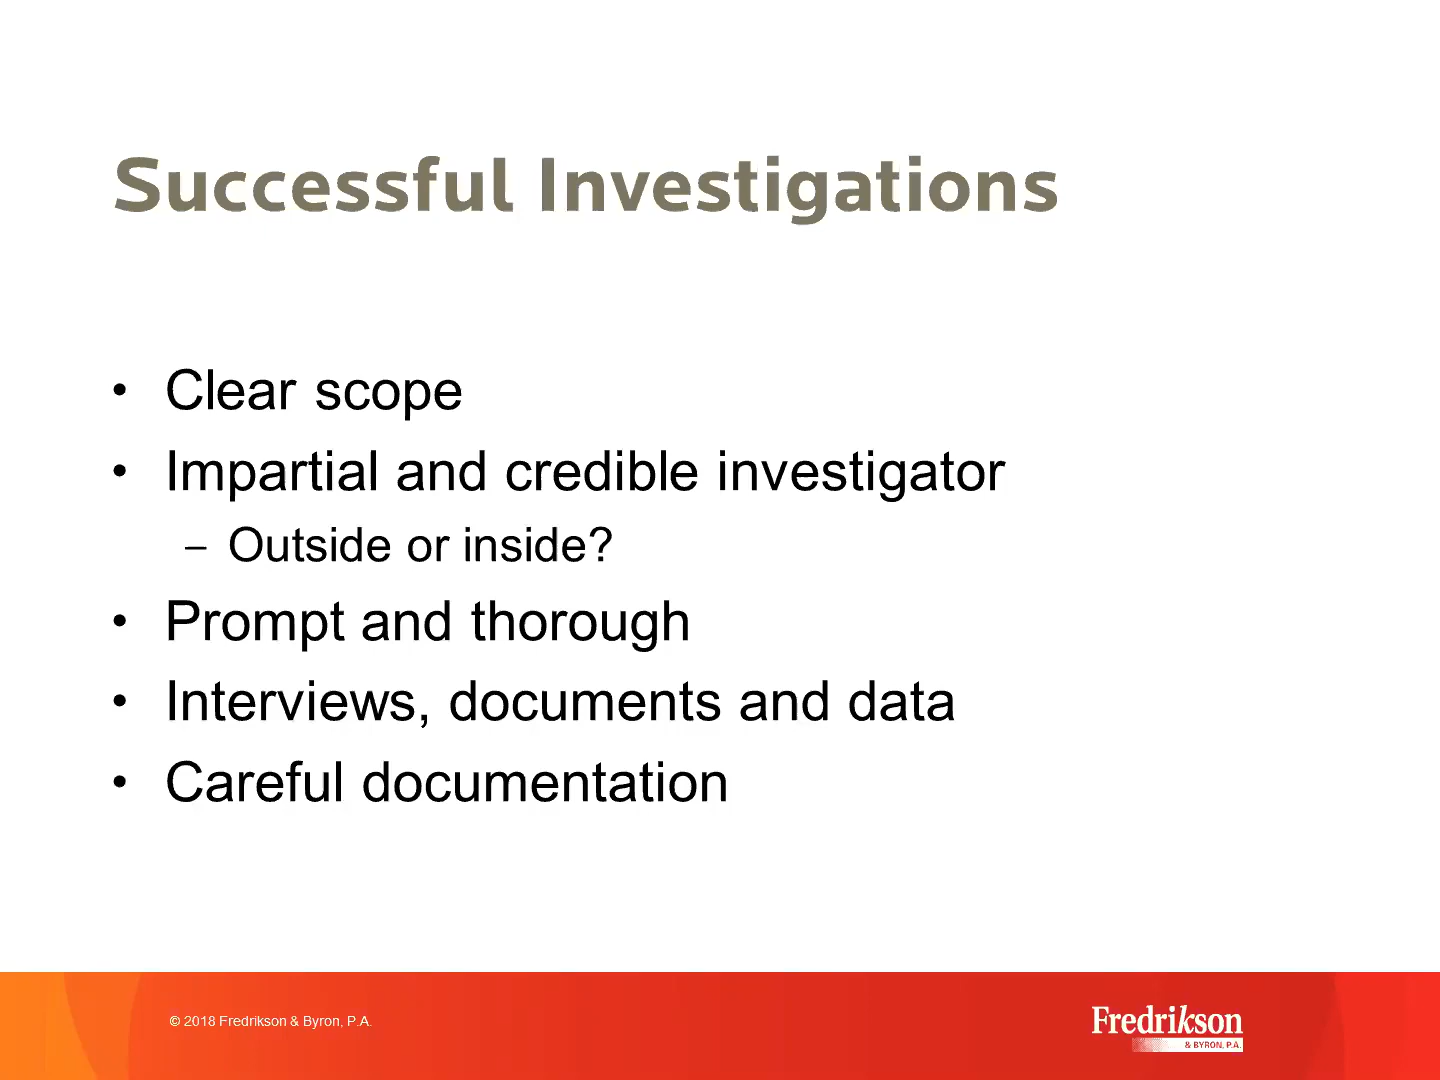 Successful Investigations
• Clear scope
• Impartial and credible investigator
– Outside or inside?
• Prompt and thorough
• Interviews, documents and data
• Careful documentation
© 2018 Fredrikson & Byron, P.A.
Fredrikson
& BYRON, P.A.